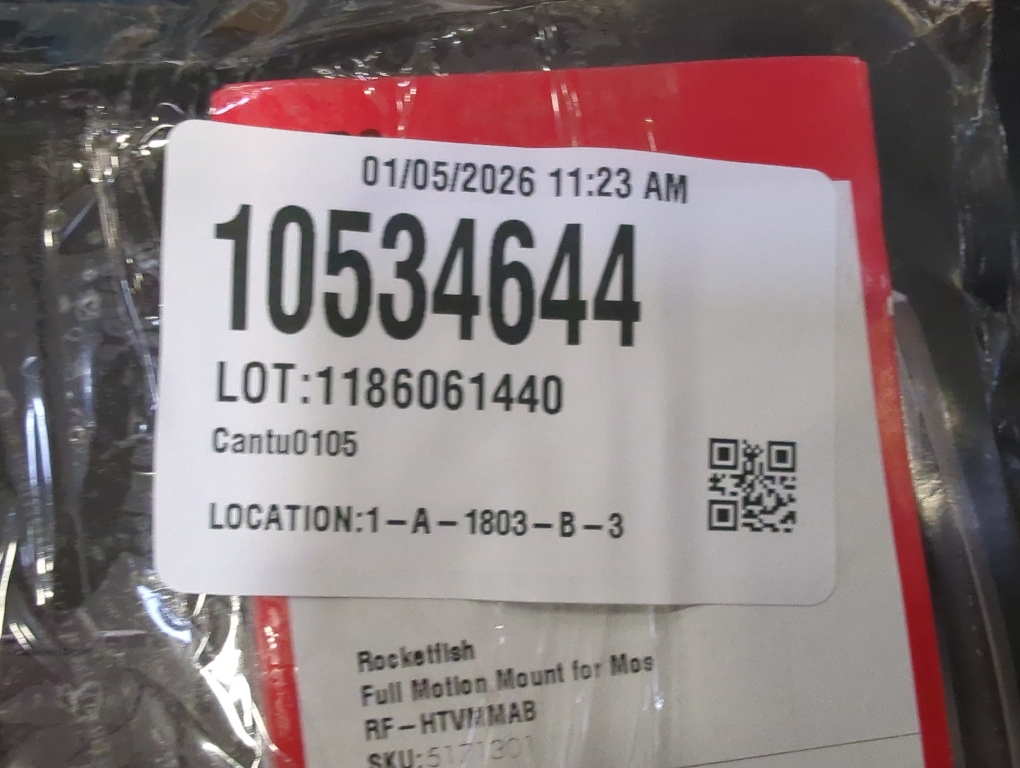 01/05/2026 11:23 AM
10534644
LOT:1186061440
Cantu0105
LOCATION:1-A-1803-B-3
Rocketfish
Full Motion Mount for Mos
RF-HTVMMAB
SKU: